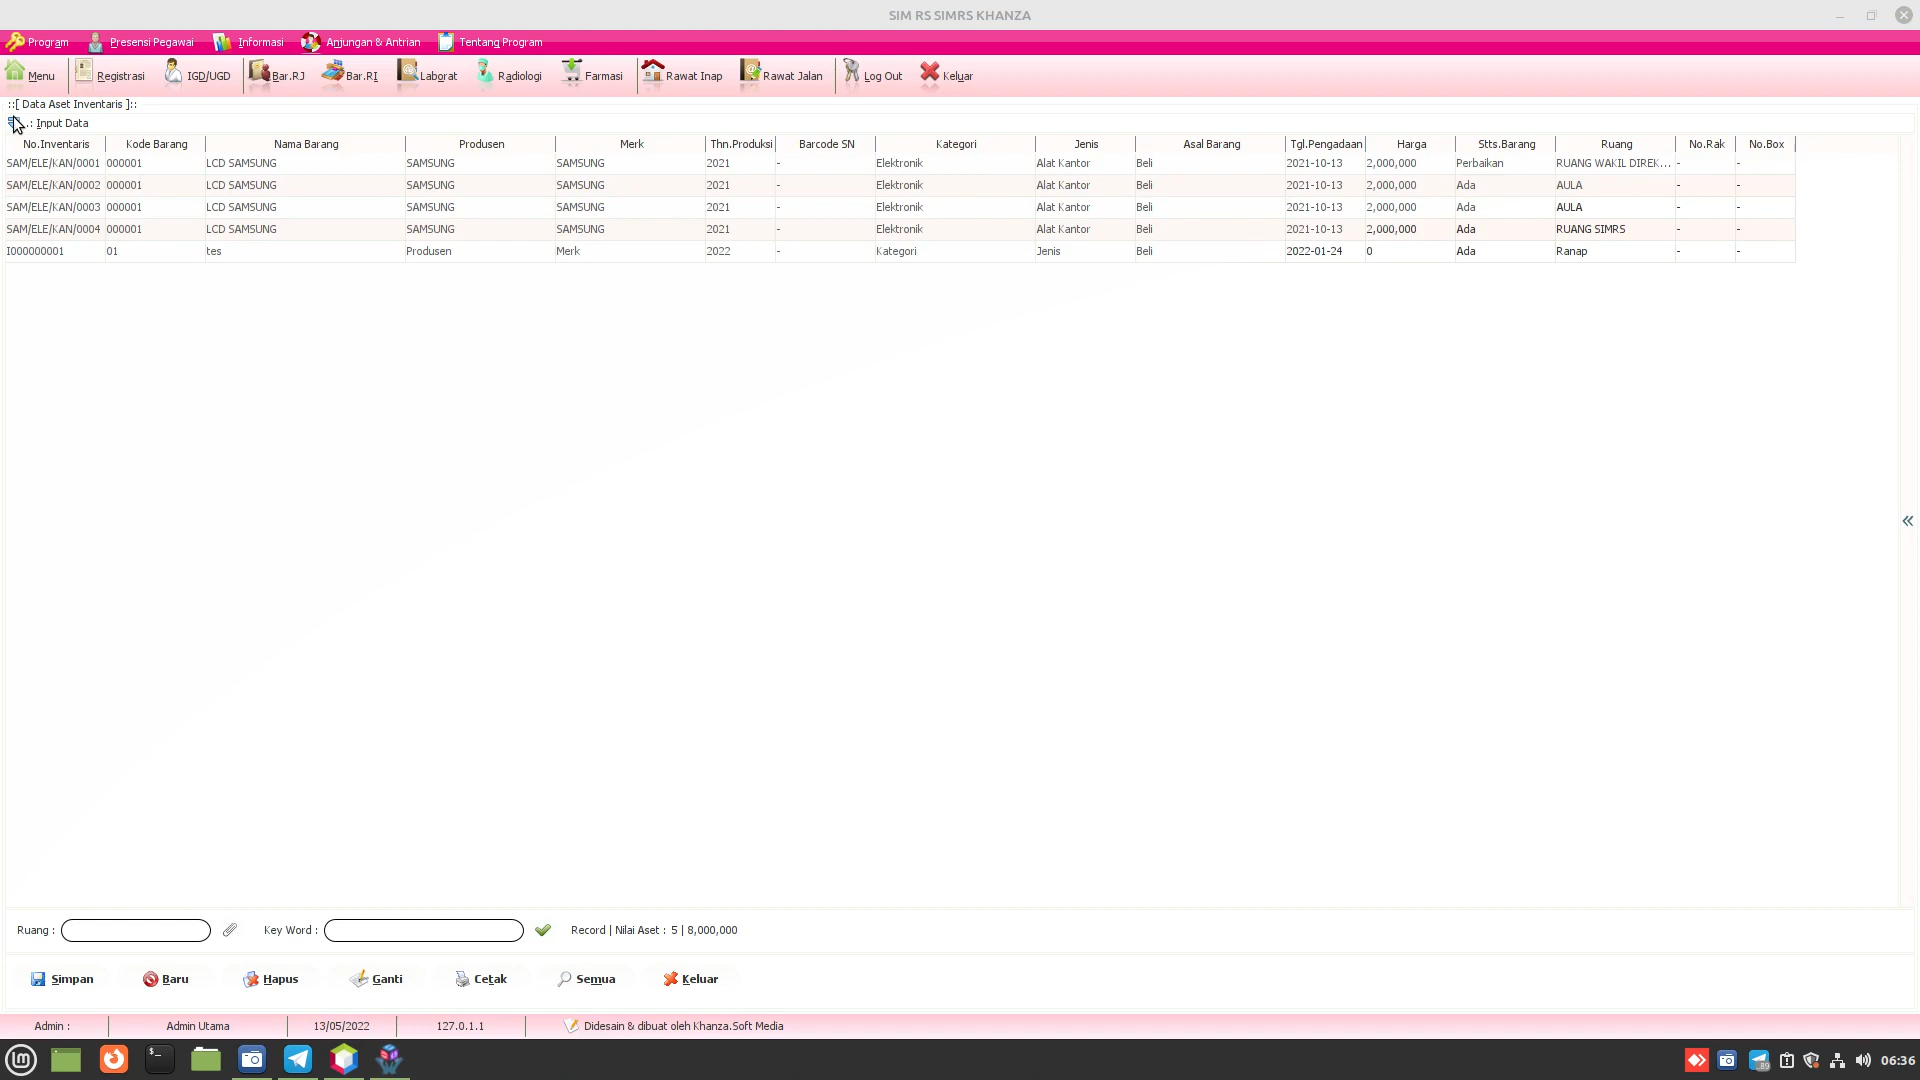 SIM RS SIMRS KHANZA
Program Presensi Pegawai Informasi Anjungan & Antrian Tentang Program
Menu Registrasi IGD/UGD Bar.RJ Bar.RI Laborat Radiologi Farmasi Rawat Inap Rawat Jalan Log Out Keluar
::[ Data Aset Inventaris ]::
.: Input Data
No.Inventaris Kode Barang Nama Barang Produsen Merk Thn.Produksi Barcode SN Kategori Jenis Asal Barang Tgl.Pengadaan Harga Stts.Barang Ruang No.Rak No.Box
SAM/ELE/KAN/0001 000001 LCD SAMSUNG SAMSUNG SAMSUNG 2021 - Elektronik Alat Kantor Beli 2021-10-13 2,000,000 Perbaikan RUANG WAKIL DIREK... - -
SAM/ELE/KAN/0002 000001 LCD SAMSUNG SAMSUNG SAMSUNG 2021 - Elektronik Alat Kantor Beli 2021-10-13 2,000,000 Ada AULA - -
SAM/ELE/KAN/0003 000001 LCD SAMSUNG SAMSUNG SAMSUNG 2021 - Elektronik Alat Kantor Beli 2021-10-13 2,000,000 Ada AULA - -
SAM/ELE/KAN/0004 000001 LCD SAMSUNG SAMSUNG SAMSUNG 2021 - Elektronik Alat Kantor Beli 2021-10-13 2,000,000 Ada RUANG SIMRS - -
I000000001 01 tes Produsen Merk 2022 - Kategori Jenis Beli 2022-01-24 0 Ada Ranap - -
Ruang : Key Word : Record | Nilai Aset : 5 | 8,000,000
Simpan Baru Hapus Ganti Cetak Semua Keluar
Admin : Admin Utama 13/05/2022 127.0.1.1 Didesain & dibuat oleh Khanza.Soft Media
06:36